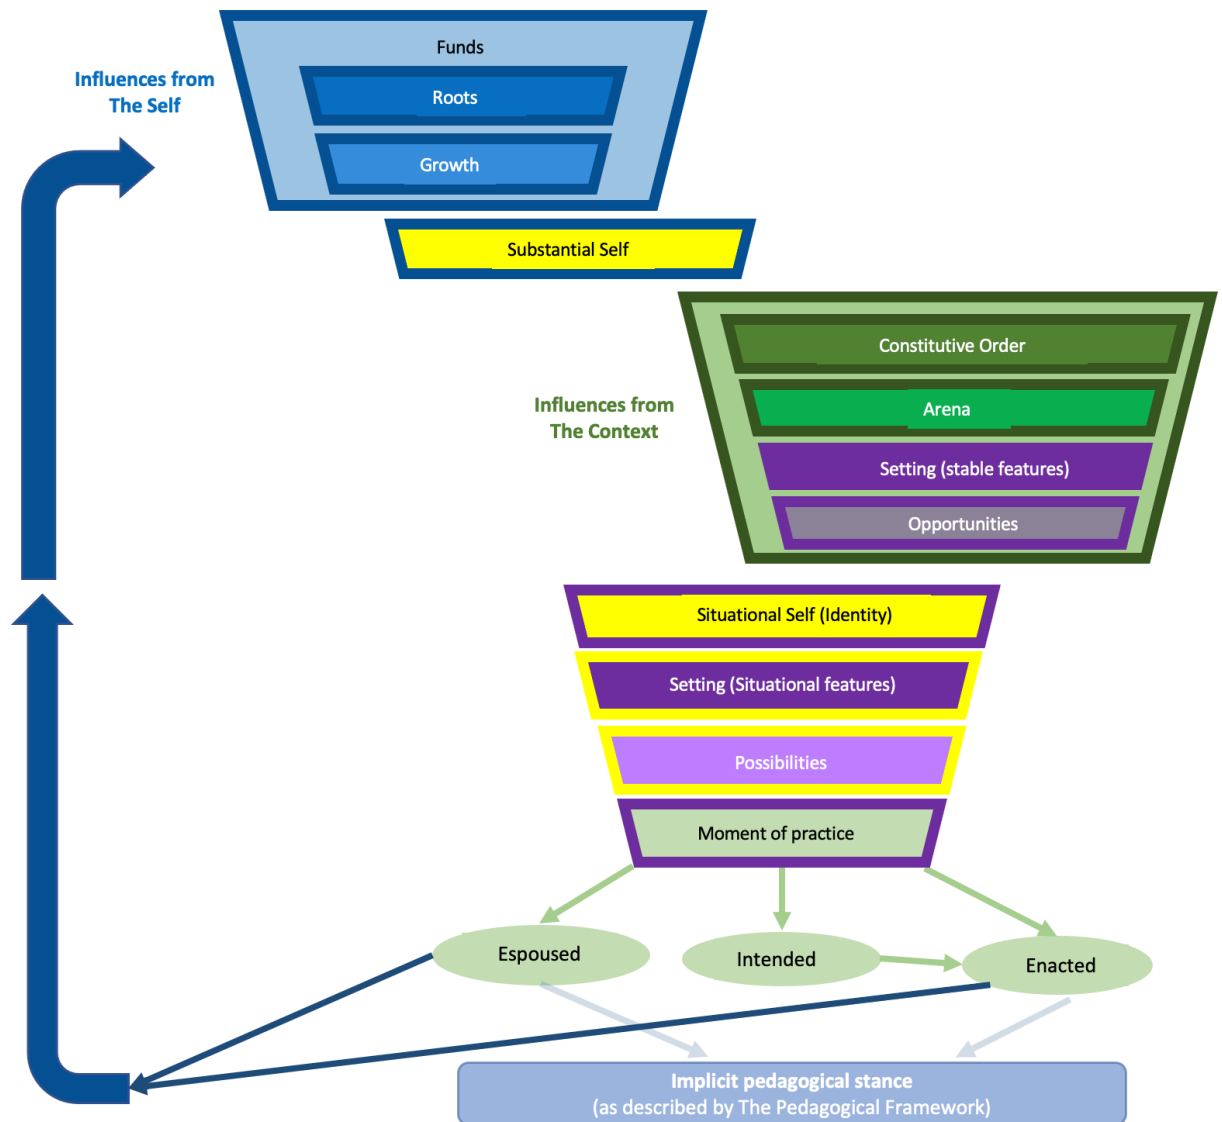 Funds
Influences from
The Self
Roots
Growth
Substantial Self
Constitutive Order
Influences from
The Context
Arena
Setting (stable features)
Opportunities
Situational Self (Identity)
Setting (Situational features)
Possibilities
Moment of practice
Espoused
Intended
Enacted
Implicit pedagogical stance
(as described by The Pedagogical Framework)